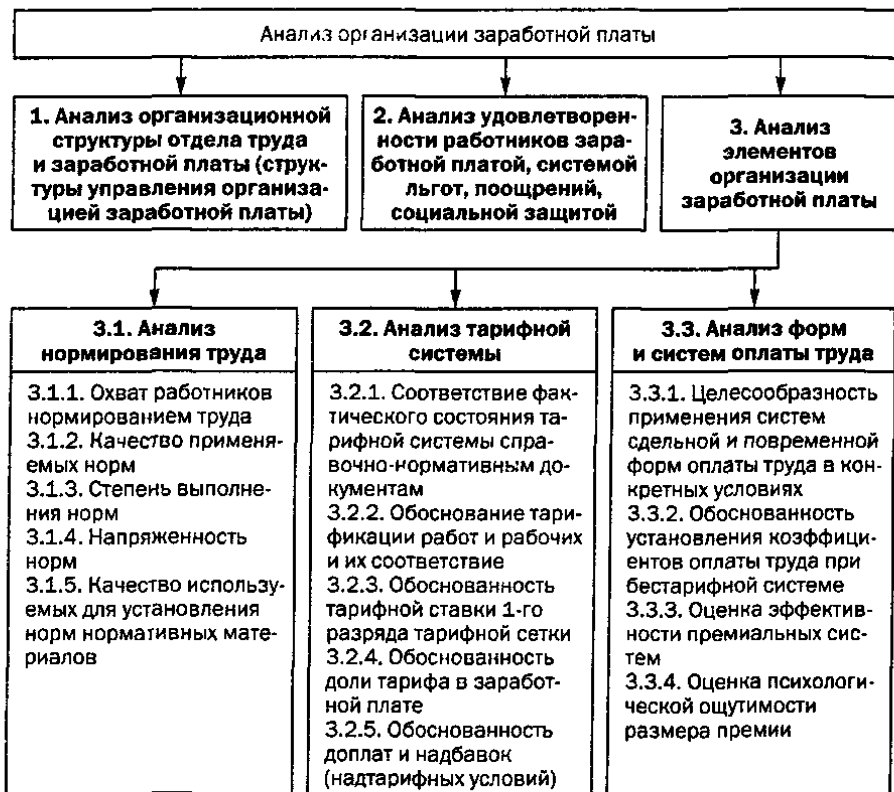 Анализ организации заработной платы
1. Анализ организационной
структуры отдела труда
и заработной платы (струк-
туры управления организа-
цией заработной платы)
2. Анализ удовлетворен-
ности работников зара-
ботной платой, системой
льгот, поощрений,
социальной защитой
3. Анализ
элементов
организации
заработной платы
3.1. Анализ
нормирования труда
3.1.1. Охват работников
нормированием труда
3.1.2. Качество применя-
емых норм
3.1.3. Степень выполне-
ния норм
3.1.4. Напряженность
норм
3.1.5. Качество используе-
емых для установления
норм нормативных мате-
риалов
3.2. Анализ тарифной
системы
3.2.1. Соответствие фак-
тического состояния та-
рифной системы спра-
вочно-нормативным до-
кументам
3.2.2. Обоснование тари-
фикации работ и рабочих
и их соответствие
3.2.3. Обоснованность
тарифной ставки 1-го
разряда тарифной сетки
3.2.4. Обоснованность
доли тарифа в заработ-
ной плате
3.2.5. Обоснованность
доплат и надбавок
(надтарифных условий)
3.3. Анализ форм
и систем оплаты труда
3.3.1. Целесообразность
применения систем
сдельной и повременной
форм оплаты труда в кон-
кретных условиях
3.3.2. Обоснованность
установления коэффици-
ентов оплаты труда при
бестарифной системе
3.3.3. Оценка эффектив-
ности премиальных сис-
тем
3.3.4. Оценка психологи-
ческой ощутимости
размера премии